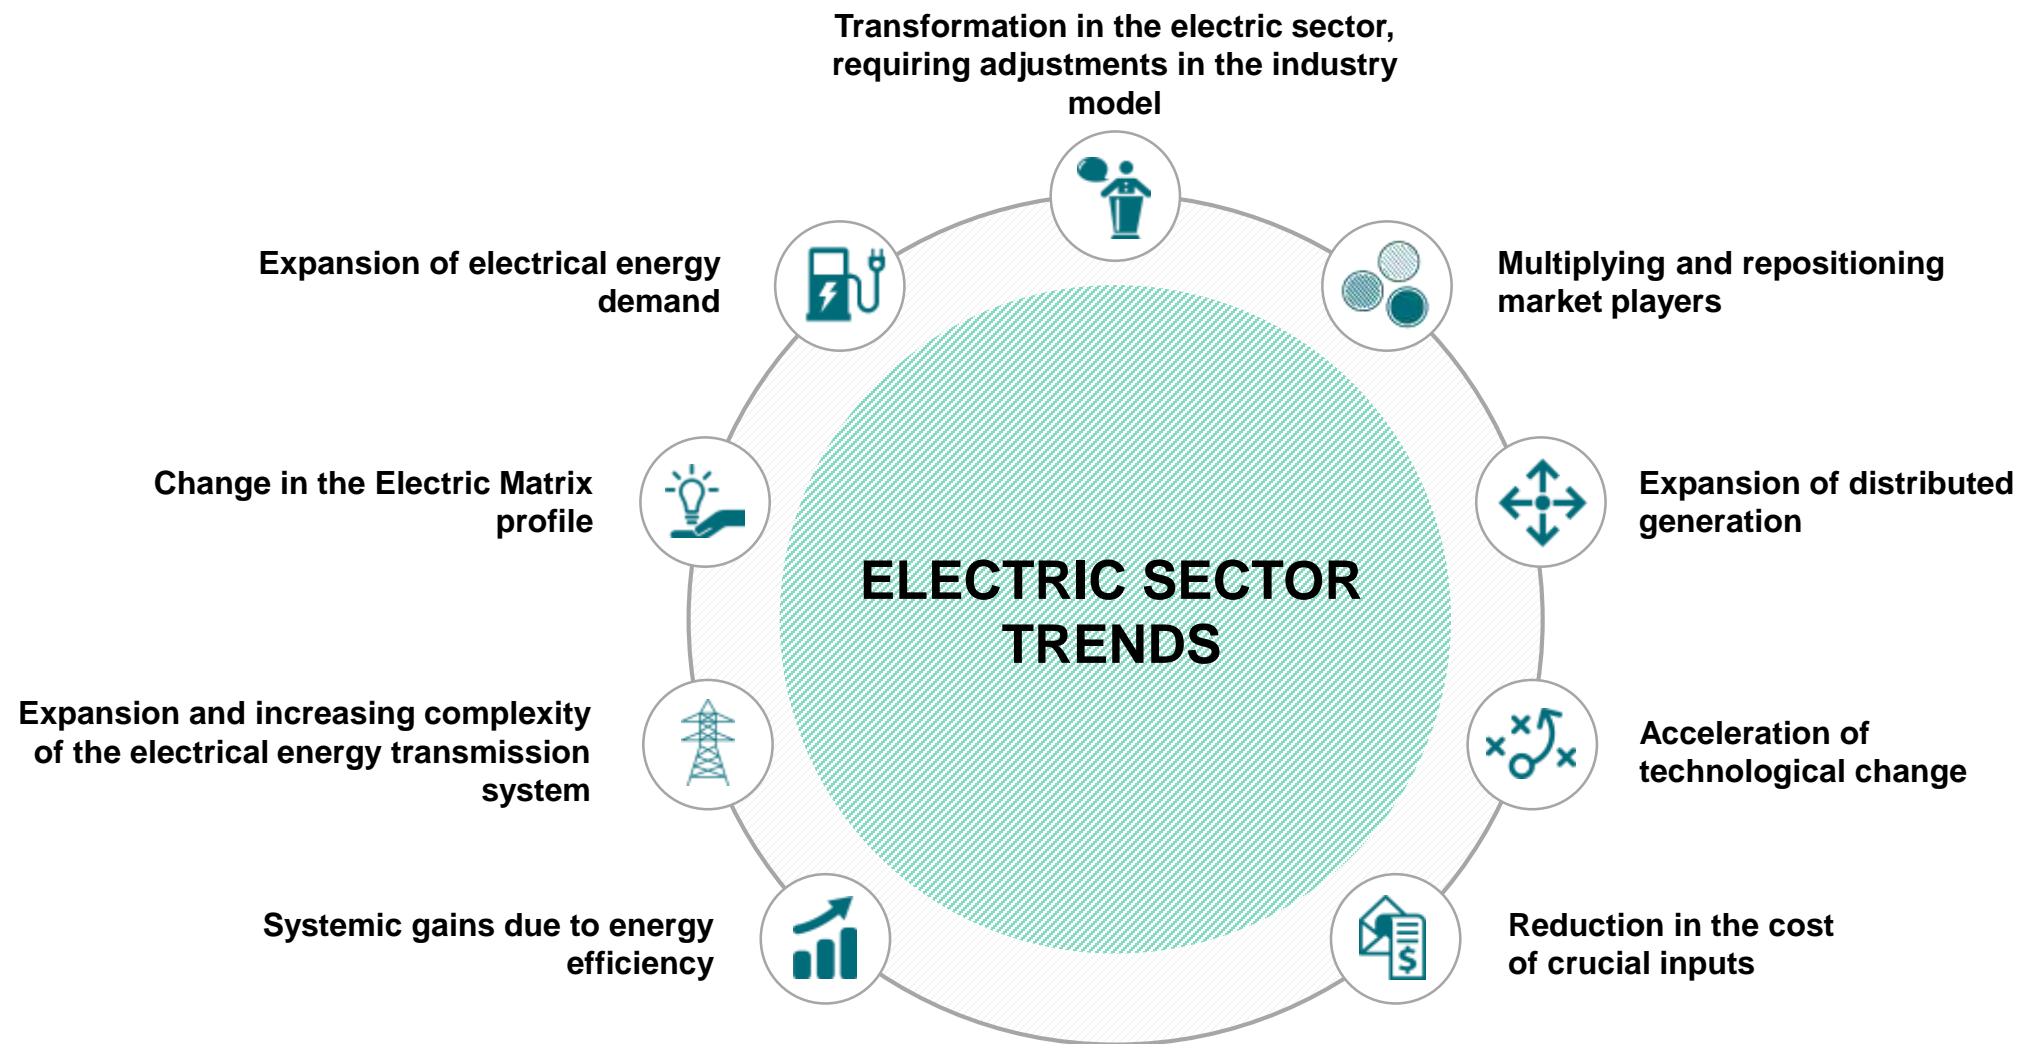 Transformation in the electric sector,
requiring adjustments in the industry
model
Expansion of electrical energy
demand
Multiplying and repositioning
market players
Change in the Electric Matrix
profile
Expansion of distributed
generation
ELECTRIC SECTOR
TRENDS
Expansion and increasing complexity
of the electrical energy transmission
system
Acceleration of
technological change
Systemic gains due to energy
efficiency
Reduction in the cost
of crucial inputs
$